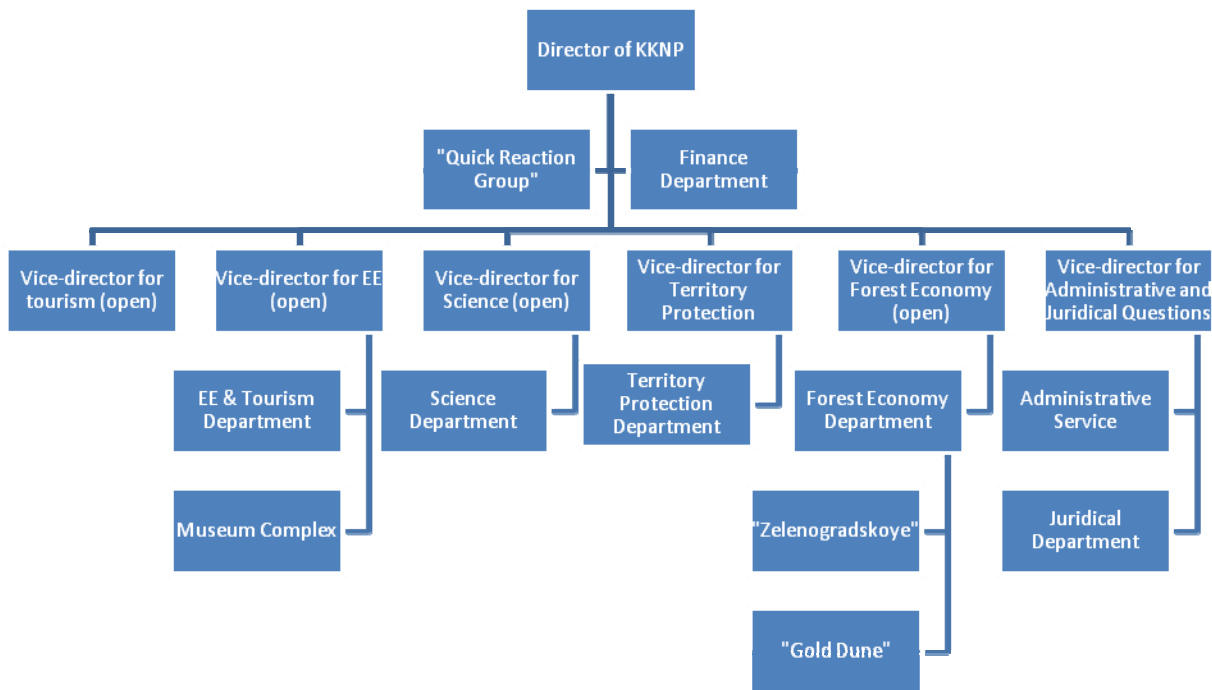 Director of KKNP
"Quick Reaction
Group"
Finance
Department
Vice-director for
tourism (open)
Vice-director for EE
(open)
Vice-director for
Science (open)
Vice-director for
Territory
Protection
Vice-director for
Forest Economy
(open)
Vice-director for
Administrative and
Juridical Questions
EE & Tourism
Department
Science
Department
Territory
Protection
Department
Forest Economy
Department
Administrative
Service
Museum Complex
"Zelenogradskoye"
Juridical
Department
"Gold Dune"